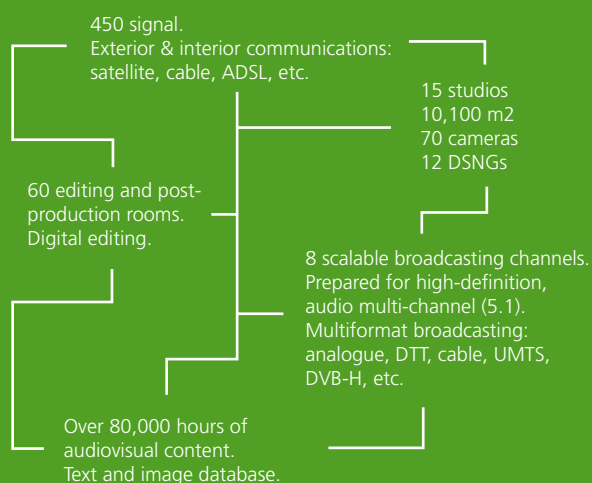 450 signal.
Exterior & interior communications:
satellite, cable, ADSL, etc.
15 studios
10,100 m2
70 cameras
12 DSNGs
60 editing and post-
production rooms.
Digital editing.
8 scalable broadcasting channels.
Prepared for high-definition,
audio multi-channel (5.1).
Multiformat broadcasting:
analogue, DTT, cable, UMTS,
DVB-H, etc.
Over 80,000 hours of
audiovisual content.
Text and image database.